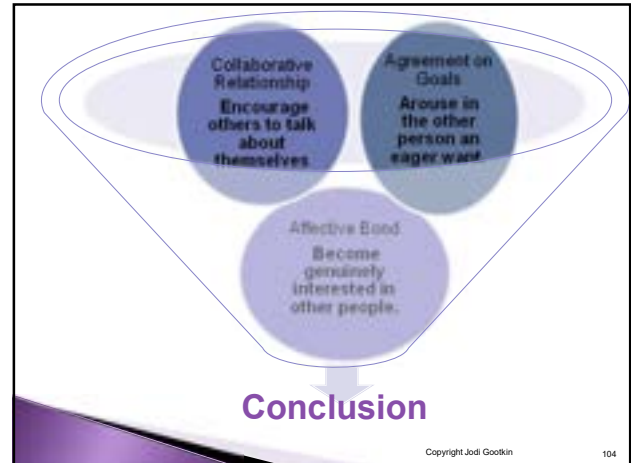 Collaborative
Relationship
Encourage
others to talk
about
themselves
Agreement on
Goals
Arouse in
the other
person an
eager want
Affective Bond
Become
genuinely
interested in
other people.
Conclusion
Copyright Jodi Gootkin
104